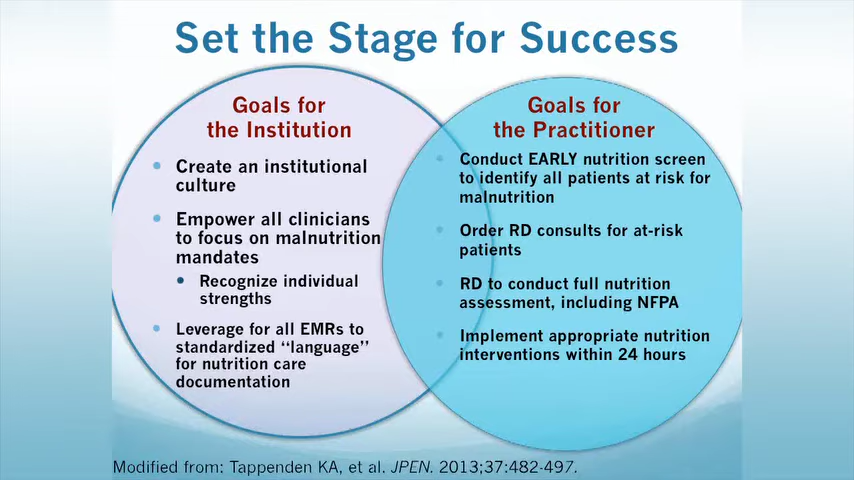 Set the Stage for Success
Goals for
the Institution
• Create an institutional
culture
• Empower all clinicians
to focus on malnutrition
mandates
• Recognize individual
strengths
• Leverage for all EMRs to
standardized “language”
for nutrition care
documentation
Goals for
the Practitioner
• Conduct EARLY nutrition screen
to identify all patients at risk for
malnutrition
• Order RD consults for at-risk
patients
• RD to conduct full nutrition
assessment, including NFPA
• Implement appropriate nutrition
interventions within 24 hours
Modified from: Tappenden KA, et al. JPEN. 2013;37:482-497.